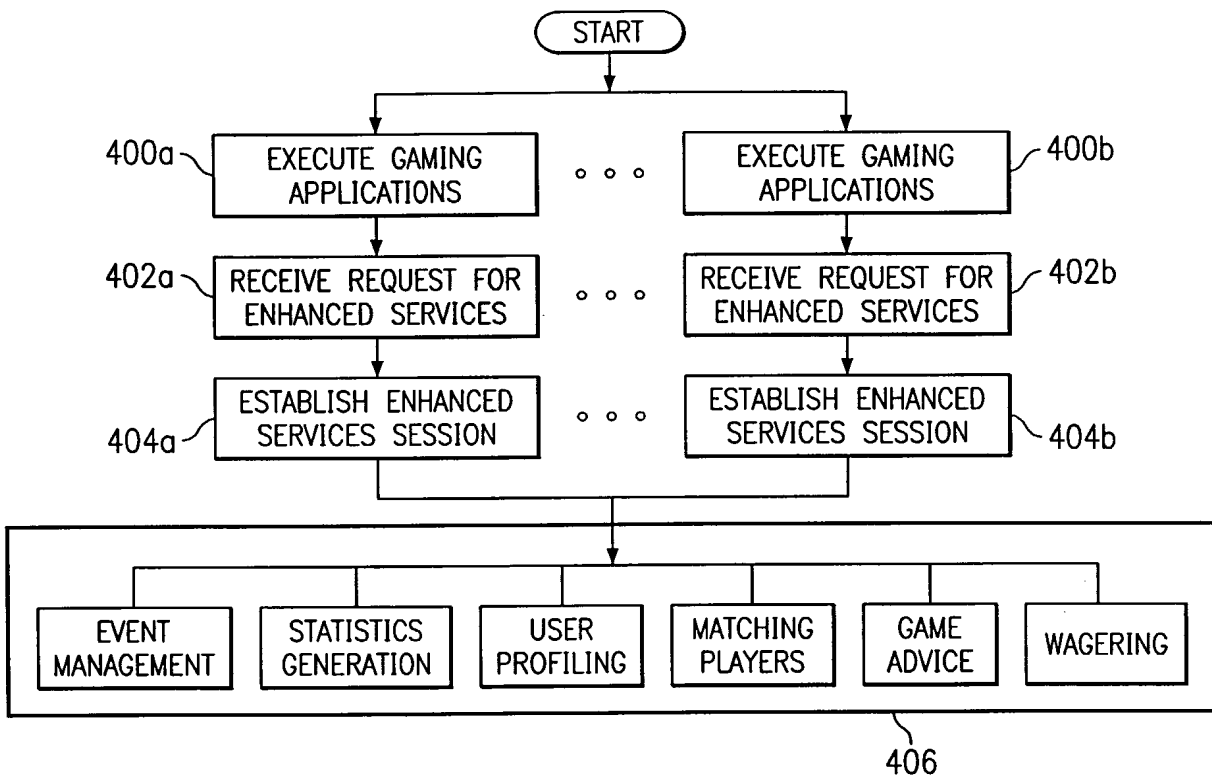 START
400a
EXECUTE GAMING
APPLICATIONS
EXECUTE GAMING
APPLICATIONS
400b
402a
RECEIVE REQUEST FOR
ENHANCED SERVICES
RECEIVE REQUEST FOR
ENHANCED SERVICES
402b
404a
ESTABLISH ENHANCED
SERVICES SESSION
ESTABLISH ENHANCED
SERVICES SESSION
404b
EVENT
MANAGEMENT
STATISTICS
GENERATION
USER
PROFILING
MATCHING
PLAYERS
GAME
ADVICE
WAGERING
406